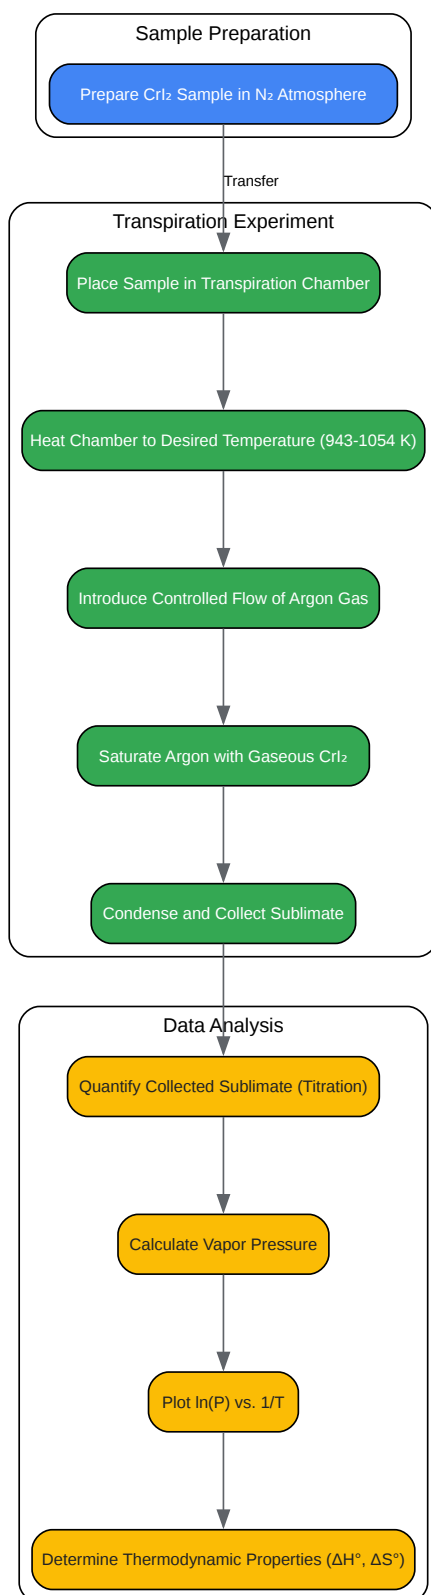 Sample Preparation
Prepare CrI₂ Sample in N₂ Atmosphere
Transfer
Transpiration Experiment
Place Sample in Transpiration Chamber
Heat Chamber to Desired Temperature (943-1054 K)
Introduce Controlled Flow of Argon Gas
Saturate Argon with Gaseous CrI₂
Condense and Collect Sublimate
Data Analysis
Quantify Collected Sublimate (Titration)
Calculate Vapor Pressure
Plot ln(P) vs. 1/T
Determine Thermodynamic Properties (ΔH°, ΔS°)